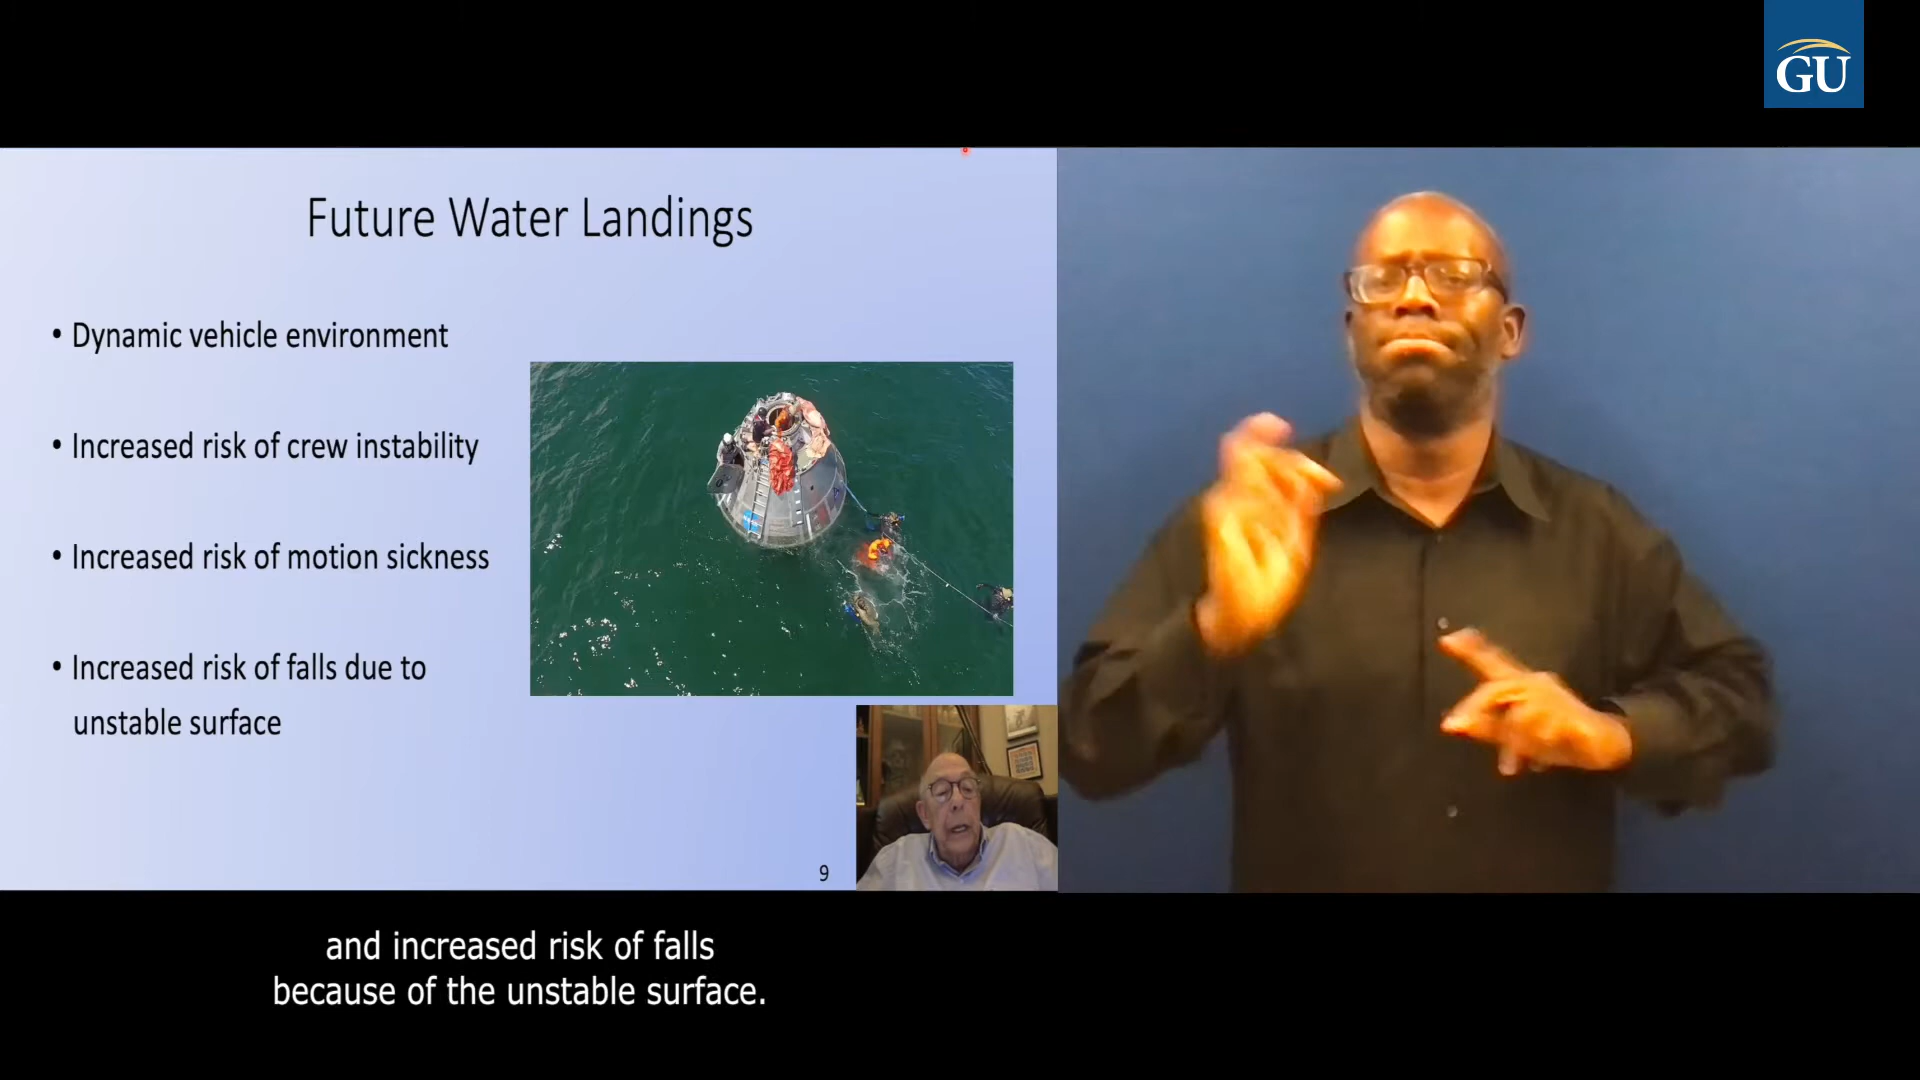 GU
Future Water Landings
• Dynamic vehicle environment
• Increased risk of crew instability
• Increased risk of motion sickness
• Increased risk of falls due to
unstable surface
9
and increased risk of falls
because of the unstable surface.